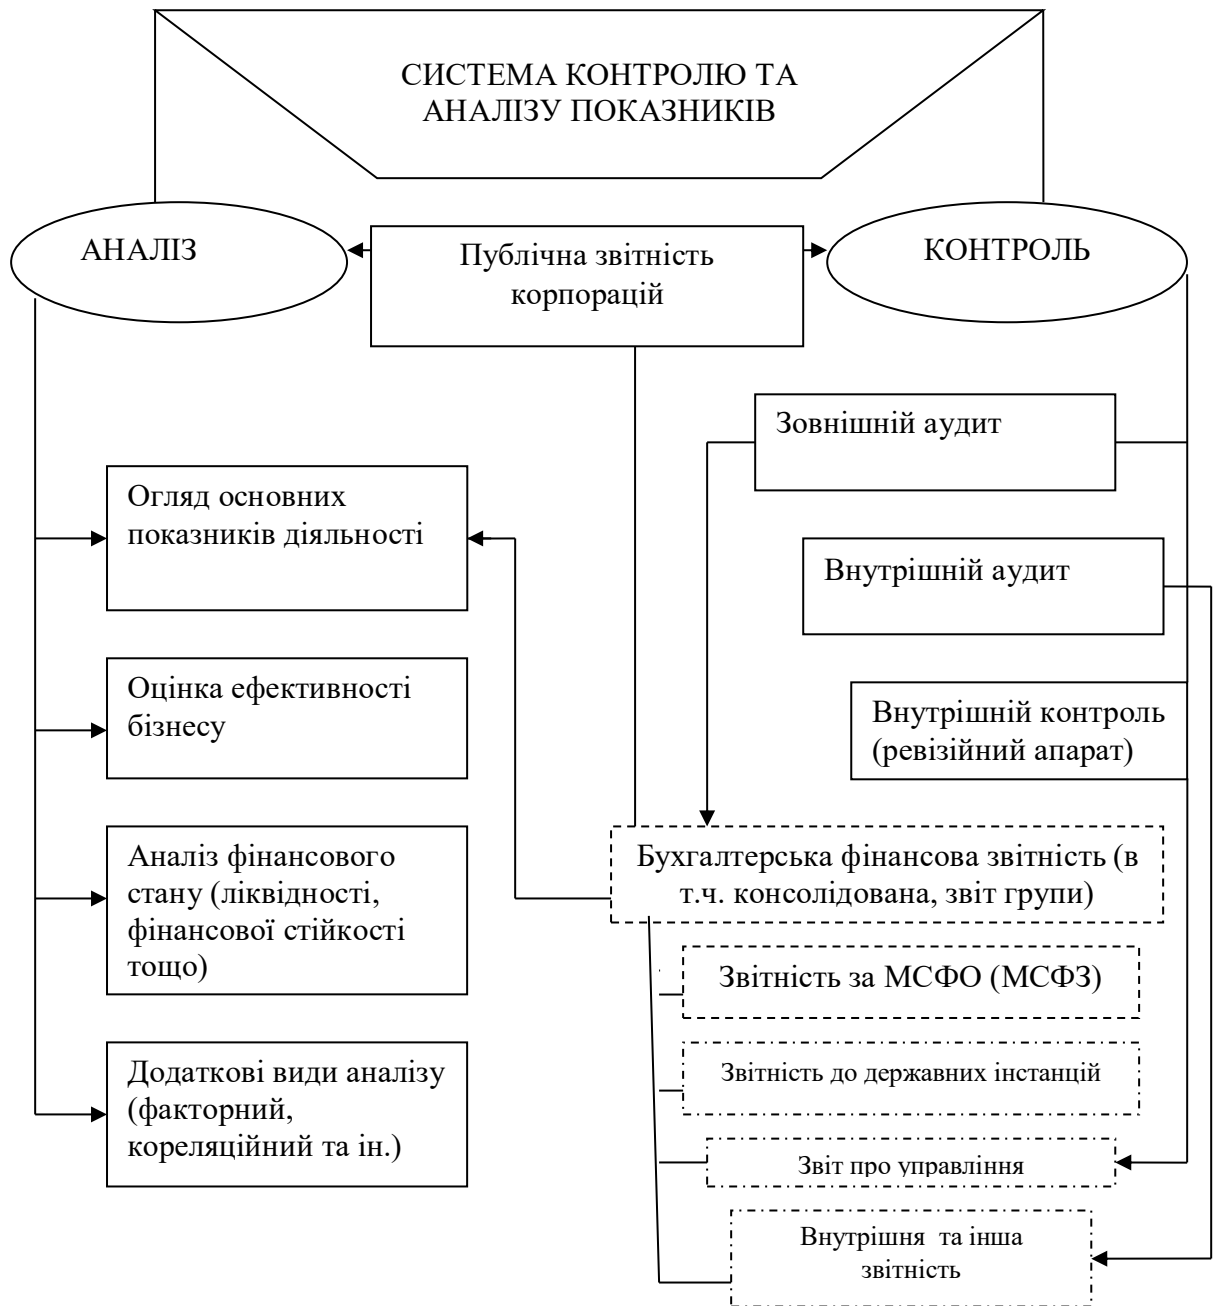 СИСТЕМА КОНТРОЛЮ ТА
АНАЛІЗУ ПОКАЗНИКІВ
АНАЛІЗ
Публічна звітність
корпорацій
КОНТРОЛЬ
Зовнішній аудит
Огляд основних
показників діяльності
Внутрішній аудит
Оцінка ефективності
бізнесу
Внутрішній контроль
(ревізійний апарат)
Аналіз фінансового
стану (ліквідності,
фінансової стійкості
тощо)
Бухгалтерська фінансова звітність (в
т.ч. консолідована, звіт групи)
Звітність за МСФО (МСФЗ)
Додаткові види аналізу
(факторний,
кореляційний та ін.)
Звітність до державних інстанцій
Звіт про управління
Внутрішня та інша
звітність